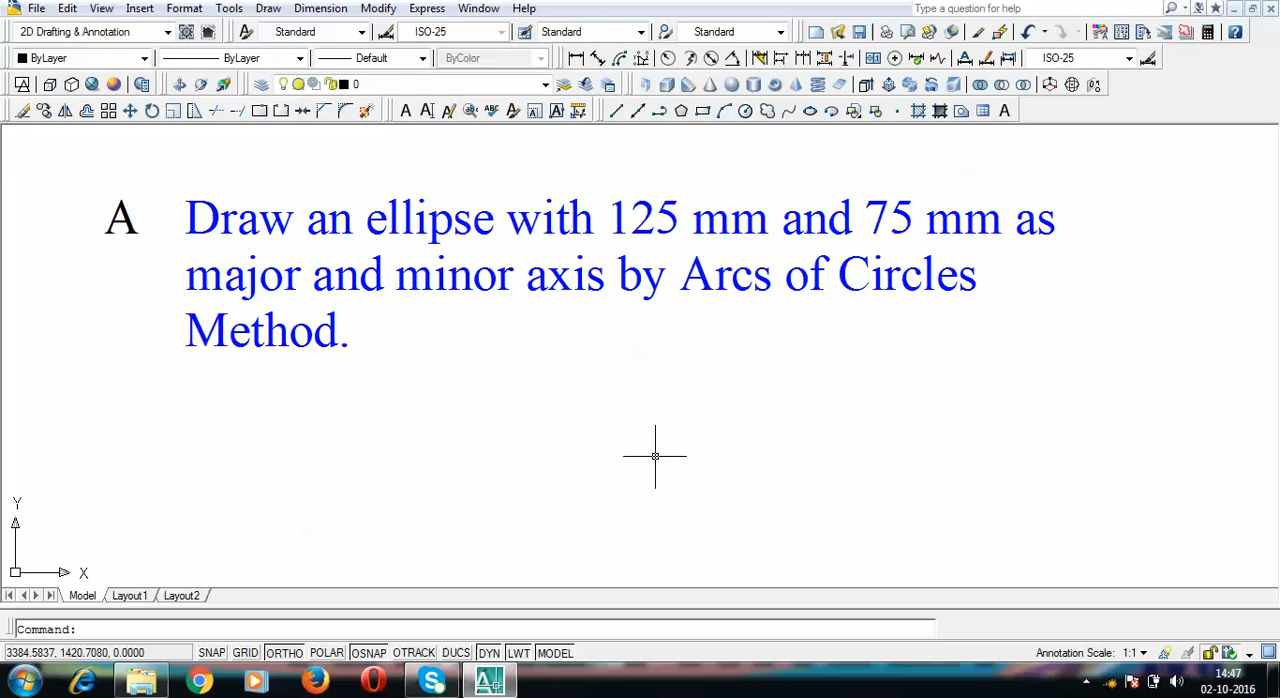 File Edit View Insert Format Tools Draw Dimension Modify Express Window Help Type a question for help
2D Drafting & Annotation Standard ISO-25 Standard Standard
ByLayer ByLayer Default ByColor ISO-25
0
A Draw an ellipse with 125 mm and 75 mm as
major and minor axis by Arcs of Circles
Method.
Y
X
Model Layout1 Layout2
Command:
3384.5837, 1420.7080, 0.0000 SNAP GRID ORTHO POLAR OSNAP OTRACK DUCS DYN LWT MODEL Annotation Scale: 1:1
14:47
02-10-2016